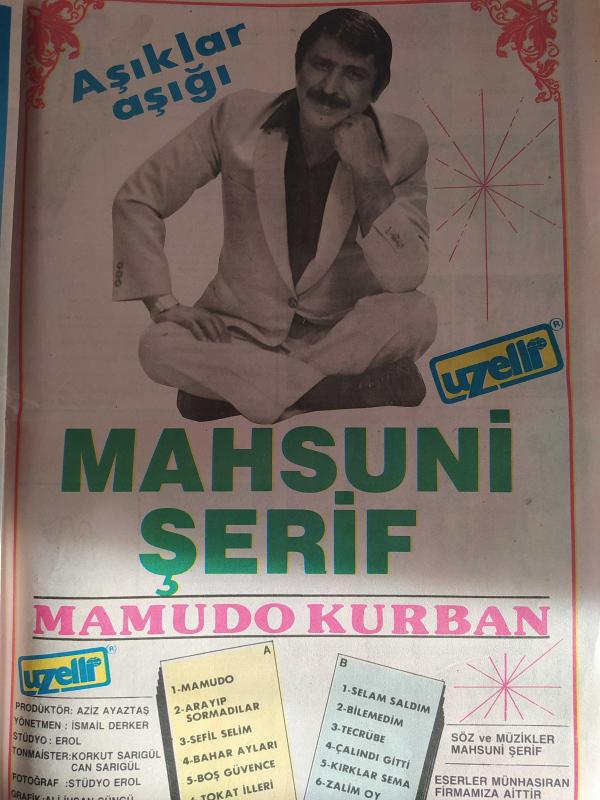 Aşıklar
aşığı
uzelli ®
MAHSUNİ
ŞERİF
MAMUDO KURBAN
uzelli ®
PRODÜKTÖR: AZİZ AYAZTAŞ
YÖNETMEN : İSMAİL DERKER
STÜDYO : EROL
TONMAİSTER:KORKUT SARIGÜL
CAN SARIGÜL
FOTOĞRAF :STÜDYO EROL
GRAFİK:ALİ İHSAN
A
1-MAMUDO
2-ARAYIP
SORMADILAR
3-SEFİL SELİM
4-BAHAR AYLARI
5-BOŞ GÜVENCE
6-TOKAT İLLERİ
B
1-SELAM SALDIM
2-BİLEMEDİM
3-TECRÜBE
4-ÇALINDI GİTTİ
5-KIRKLAR SEMA
6-ZALİM OY
SÖZ ve MÜZİKLER
MAHSUNİ ŞERİF
ESERLER MÜNHASIRAN
FİRMAMIZA AİTTİR